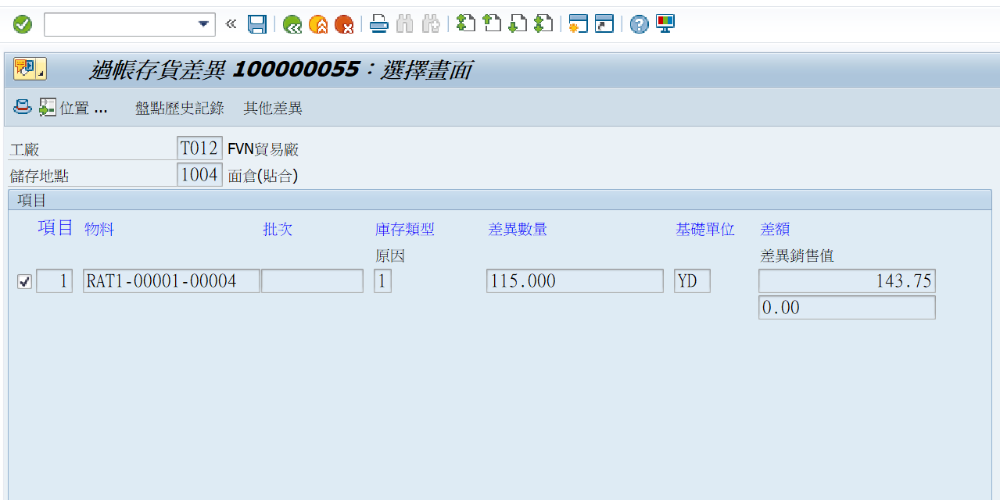 過帳存貨差異 100000055：選擇畫面
位置 ... 盤點歷史記錄 其他差異
工廠 T012 FVN貿易廠
儲存地點 1004 面倉(貼合)
項目
項目 物料 批次 庫存類型 差異數量 基礎單位 差額
原因 差異銷售值
1 RAT1-00001-00004 1 115.000 YD 143.75
0.00